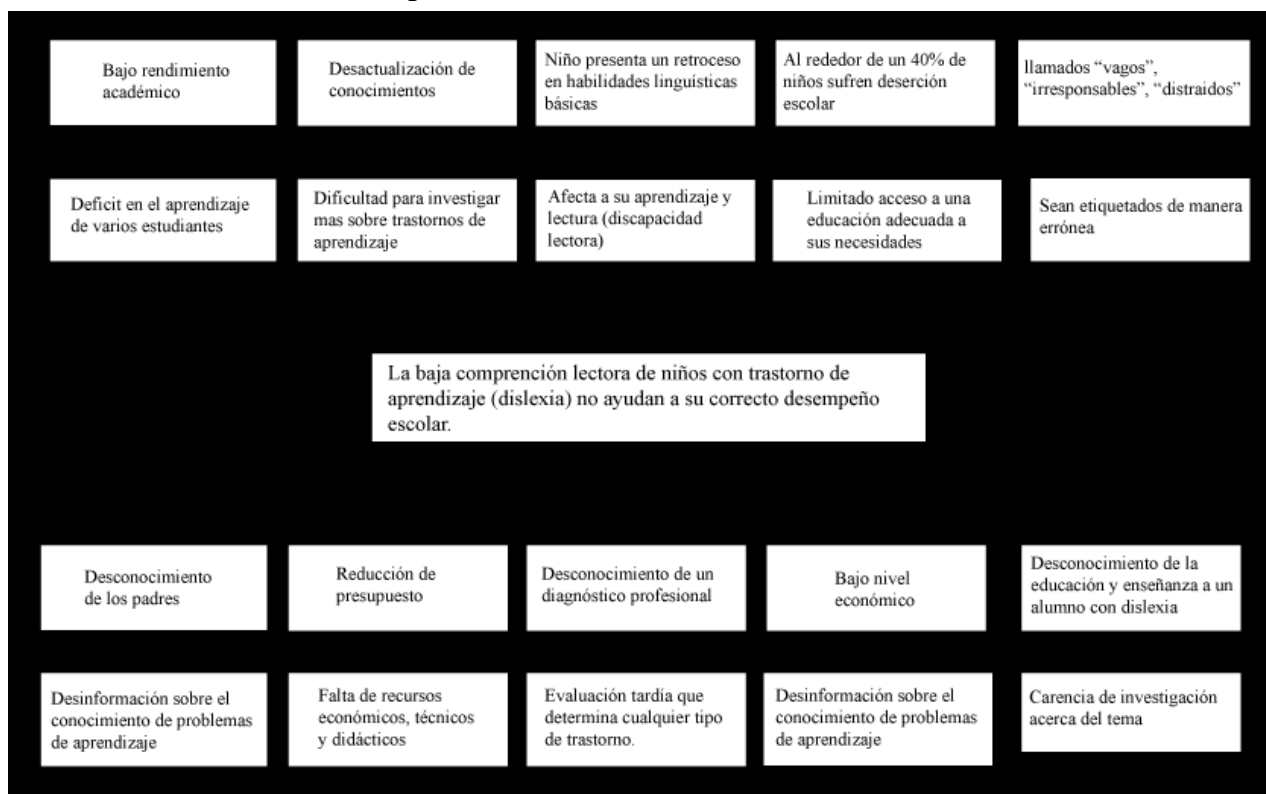 Bajo rendimiento
académico
Desactualización de
conocimientos
Niño presenta un retroceso
en habilidades linguísticas
básicas
Al rededor de un 40% de
niños sufren deserción
escolar
llamados “vagos”,
“irresponsables”, “distraidos”
Deficit en el aprendizaje
de varios estudiantes
Dificultad para investigar
mas sobre trastornos de
aprendizaje
Afecta a su aprendizaje y
lectura (discapacidad
lectora)
Limitado acceso a una
educación adecuada a
sus necesidades
Sean etiquetados de manera
errónea
La baja comprención lectora de niños con trastorno de
aprendizaje (dislexia) no ayudan a su correcto desempeño
escolar.
Desconocimiento
de los padres
Reducción de
presupuesto
Desconocimiento de un
diagnóstico profesional
Bajo nivel
económico
Desconocimiento de la
educación y enseñanza a un
alumno con dislexia
Desinformación sobre el
conocimiento de problemas
de aprendizaje
Falta de recursos
económicos, técnicos
y didácticos
Evaluación tardía que
determina cualquier tipo
de trastorno.
Desinformación sobre el
conocimiento de problemas
de aprendizaje
Carencia de investigación
acerca del tema